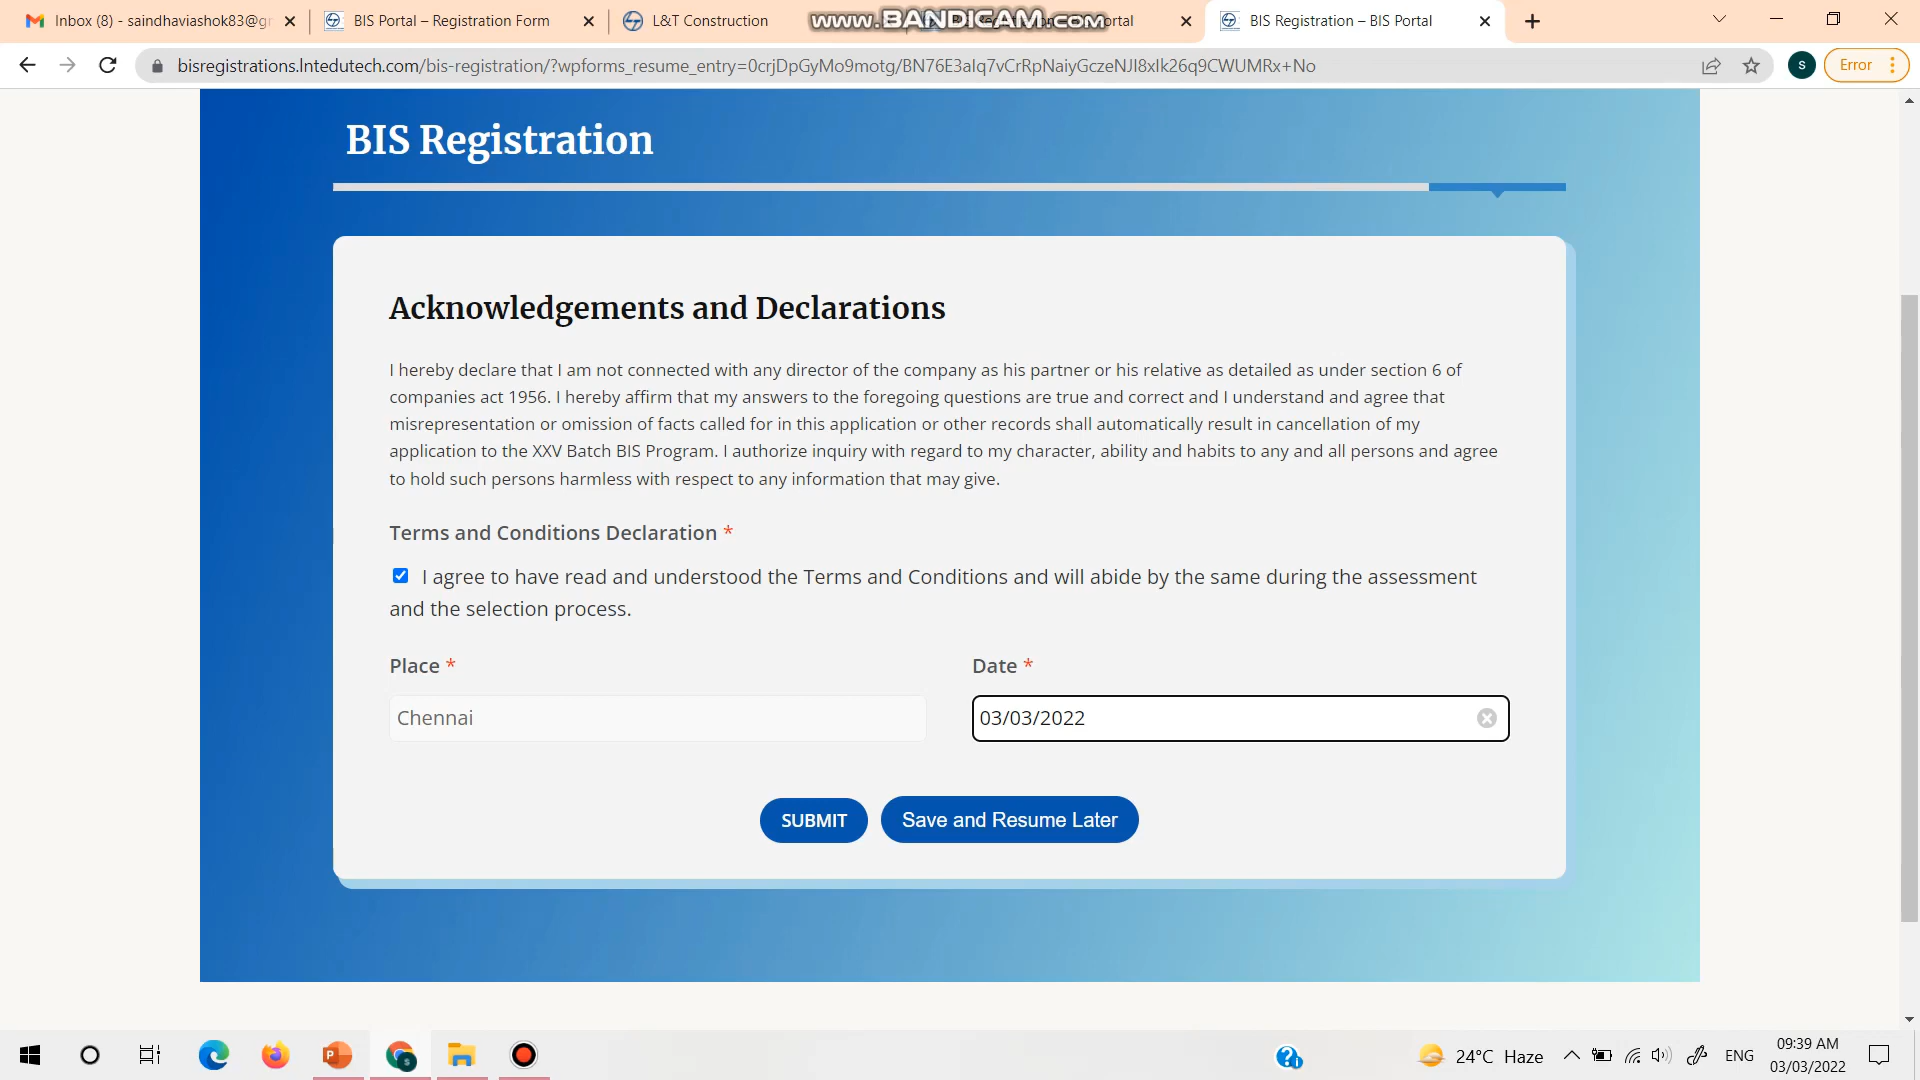 Inbox (8) - saindhaviashok83@gm
BIS Portal – Registration Form
L&T Construction
www.BANDICAM.com
BIS Registration – BIS Portal
BIS Registration – BIS Portal
bisregistrations.lntedutech.com/bis-registration/?wpforms_resume_entry=0crjDpGyMo9motg/BN76E3alq7vCrRpNaiyGczeNJI8xIk26q9CWUMRx+No
S
Error
BIS Registration
Acknowledgements and Declarations
I hereby declare that I am not connected with any director of the company as his partner or his relative as detailed as under section 6 of
companies act 1956. I hereby affirm that my answers to the foregoing questions are true and correct and I understand and agree that
misrepresentation or omission of facts called for in this application or other records shall automatically result in cancellation of my
application to the XXV Batch BIS Program. I authorize inquiry with regard to my character, ability and habits to any and all persons and agree
to hold such persons harmless with respect to any information that may give.
Terms and Conditions Declaration *
I agree to have read and understood the Terms and Conditions and will abide by the same during the assessment
and the selection process.
Place *
Date *
Chennai
03/03/2022
SUBMIT
Save and Resume Later
24°C Haze
ENG
09:39 AM
03/03/2022